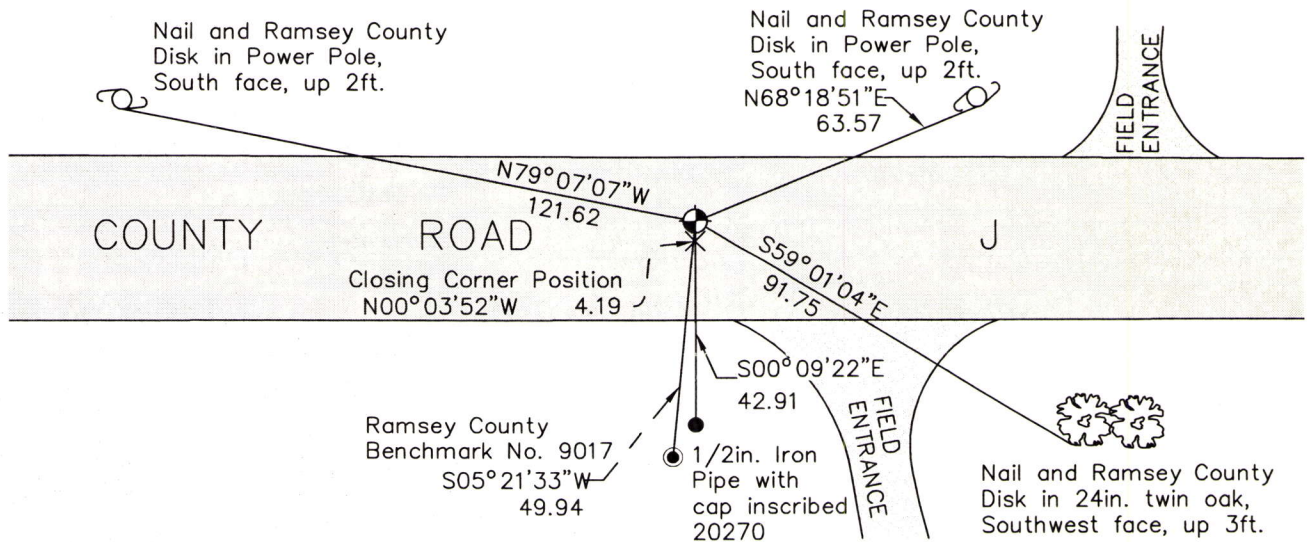 Nail and Ramsey County
Disk in Power Pole,
South face, up 2ft.
Nail and Ramsey County
Disk in Power Pole,
South face, up 2ft.
N68°18'51"E
63.57
FIELD
ENTRANCE
N79°07'07"W
121.62
COUNTY ROAD J
Closing Corner Position
N00°03'52"W 4.19
S59°01'04"E
91.75
S00°09'22"E
42.91
Ramsey County
Benchmark No. 9017
S05°21'33"W
49.94
1/2in. Iron
Pipe with
cap inscribed
20270
FIELD
ENTRANCE
Nail and Ramsey County
Disk in 24in. twin oak,
Southwest face, up 3ft.